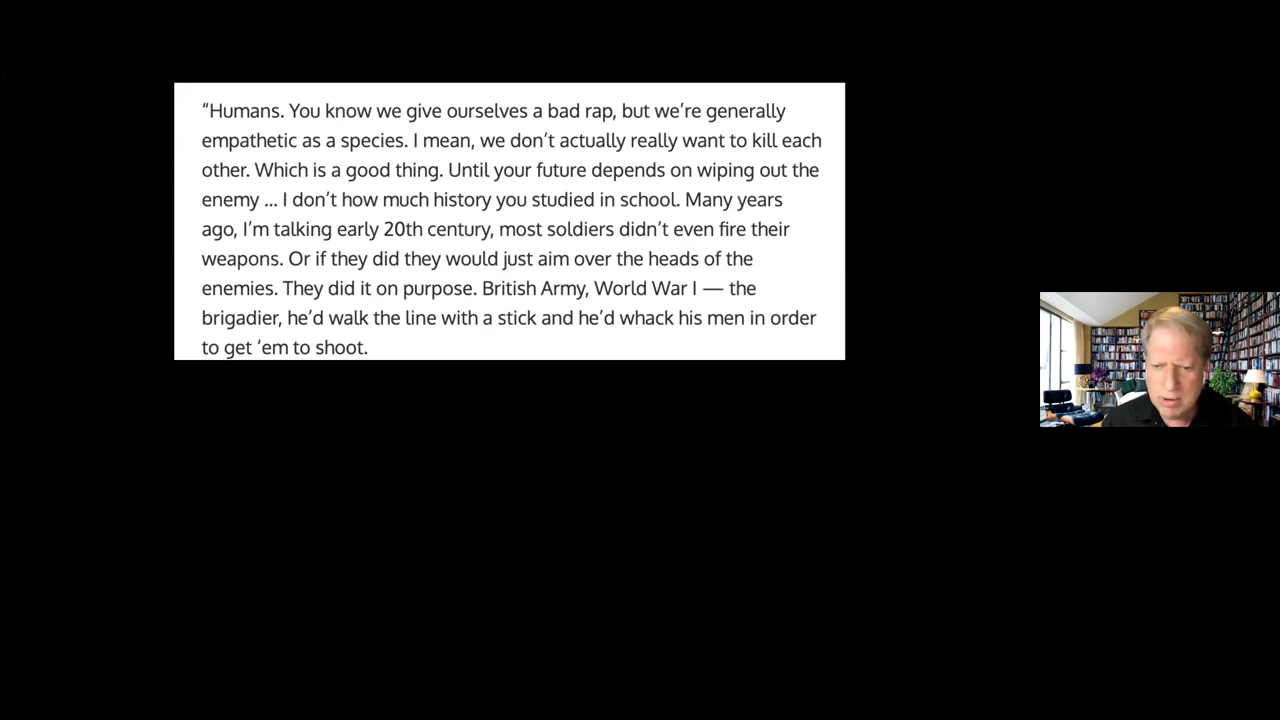 “Humans. You know we give ourselves a bad rap, but we’re generally
empathetic as a species. I mean, we don’t actually really want to kill each
other. Which is a good thing. Until your future depends on wiping out the
enemy ... I don’t how much history you studied in school. Many years
ago, I’m talking early 20th century, most soldiers didn’t even fire their
weapons. Or if they did they would just aim over the heads of the
enemies. They did it on purpose. British Army, World War I — the
brigadier, he’d walk the line with a stick and he’d whack his men in order
to get ‘em to shoot.